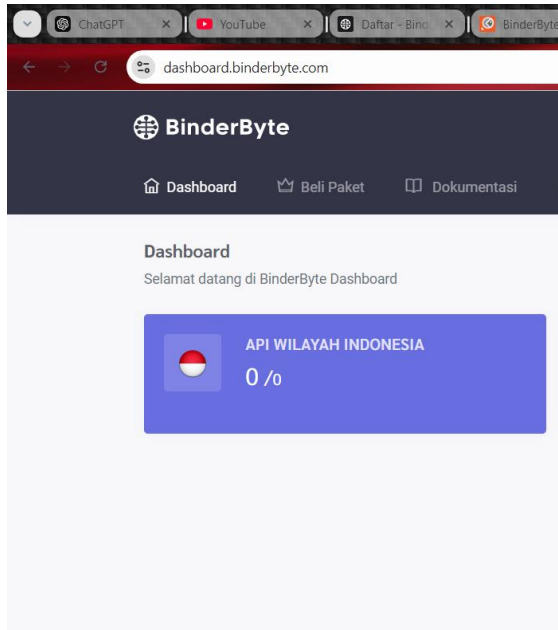 ChatGPT
YouTube
Daftar - Bind
BinderByte
dashboard.binderbyte.com
BinderByte
Dashboard
Beli Paket
Dokumentasi
Dashboard
Selamat datang di BinderByte Dashboard
API WILAYAH INDONESIA
0 /0